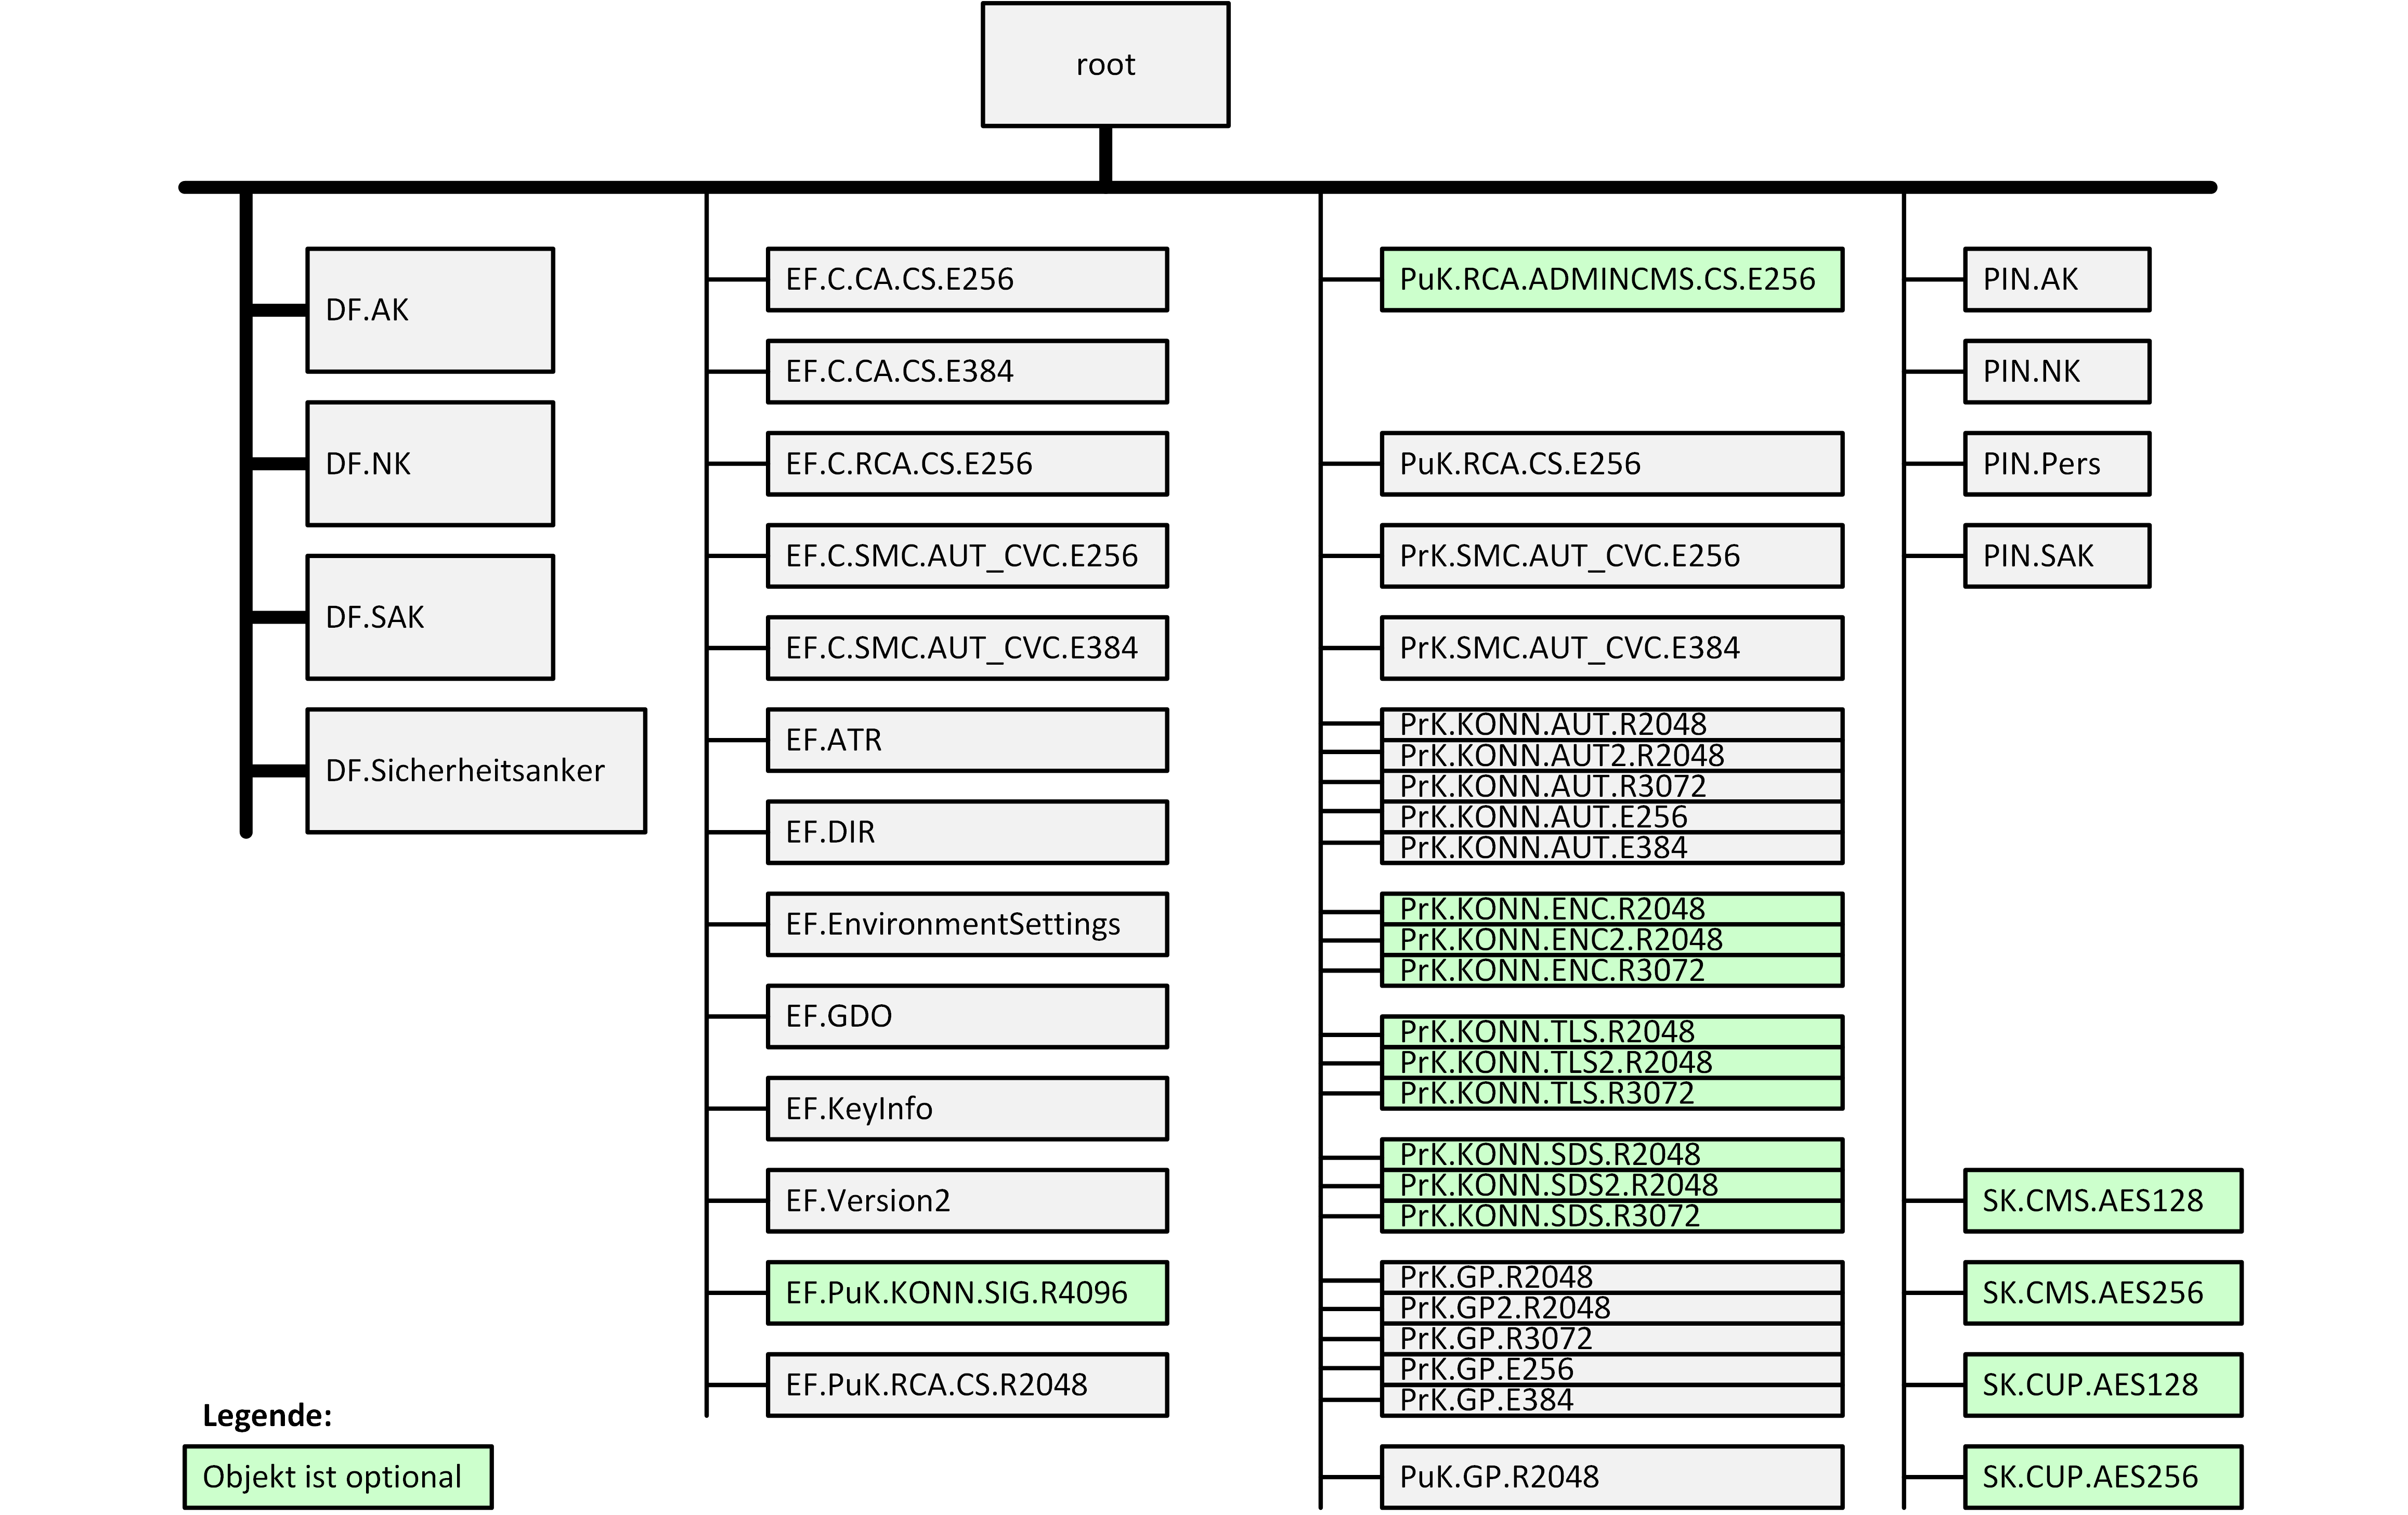 root
DF.AK
DF.NK
DF.SAK
DF.Sicherheitsanker
EF.C.CA.CS.E256
EF.C.CA.CS.E384
EF.C.RCA.CS.E256
EF.C.SMC.AUT_CVC.E256
EF.C.SMC.AUT_CVC.E384
EF.ATR
EF.DIR
EF.EnvironmentSettings
EF.GDO
EF.KeyInfo
EF.Version2
EF.PuK.KONN.SIG.R4096
EF.PuK.RCA.CS.R2048
PuK.RCA.ADMINCMS.CS.E256
PuK.RCA.CS.E256
PrK.SMC.AUT_CVC.E256
PrK.SMC.AUT_CVC.E384
PrK.KONN.AUT.R2048
PrK.KONN.AUT2.R2048
PrK.KONN.AUT.R3072
PrK.KONN.AUT.E256
PrK.KONN.AUT.E384
PrK.KONN.ENC.R2048
PrK.KONN.ENC2.R2048
PrK.KONN.ENC.R3072
PrK.KONN.TLS.R2048
PrK.KONN.TLS2.R2048
PrK.KONN.TLS.R3072
PrK.KONN.SDS.R2048
PrK.KONN.SDS2.R2048
PrK.KONN.SDS.R3072
PrK.GP.R2048
PrK.GP2.R2048
PrK.GP.R3072
PrK.GP.E256
PrK.GP.E384
PuK.GP.R2048
PIN.AK
PIN.NK
PIN.Pers
PIN.SAK
SK.CMS.AES128
SK.CMS.AES256
SK.CUP.AES128
SK.CUP.AES256
Legende:
Objekt ist optional